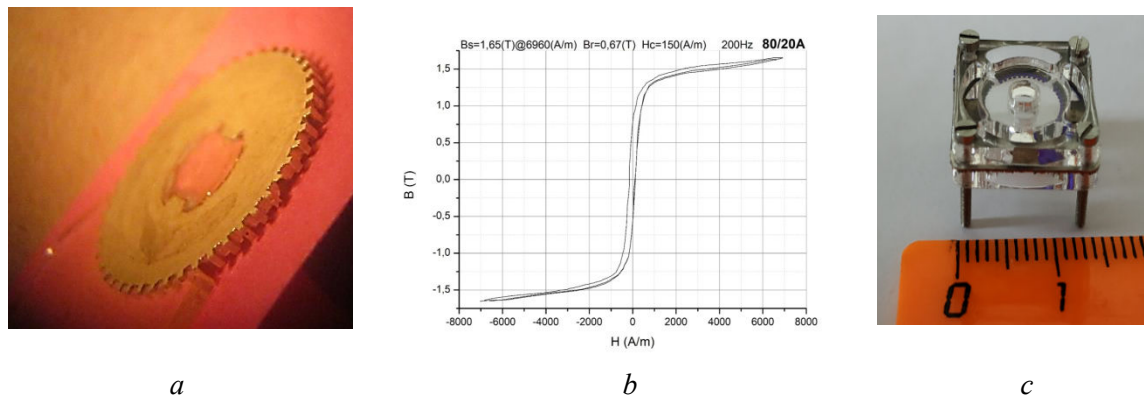 Bs=1,65(T)@6960(A/m) Br=0,67(T) Hc=150(A/m) 200Hz 80/20A
1,5
1,0
0,5
0,0
-0,5
-1,0
-1,5
B (T)
-8000 -6000 -4000 -2000 0 2000 4000 6000 8000
H (A/m)
0 1
a b c